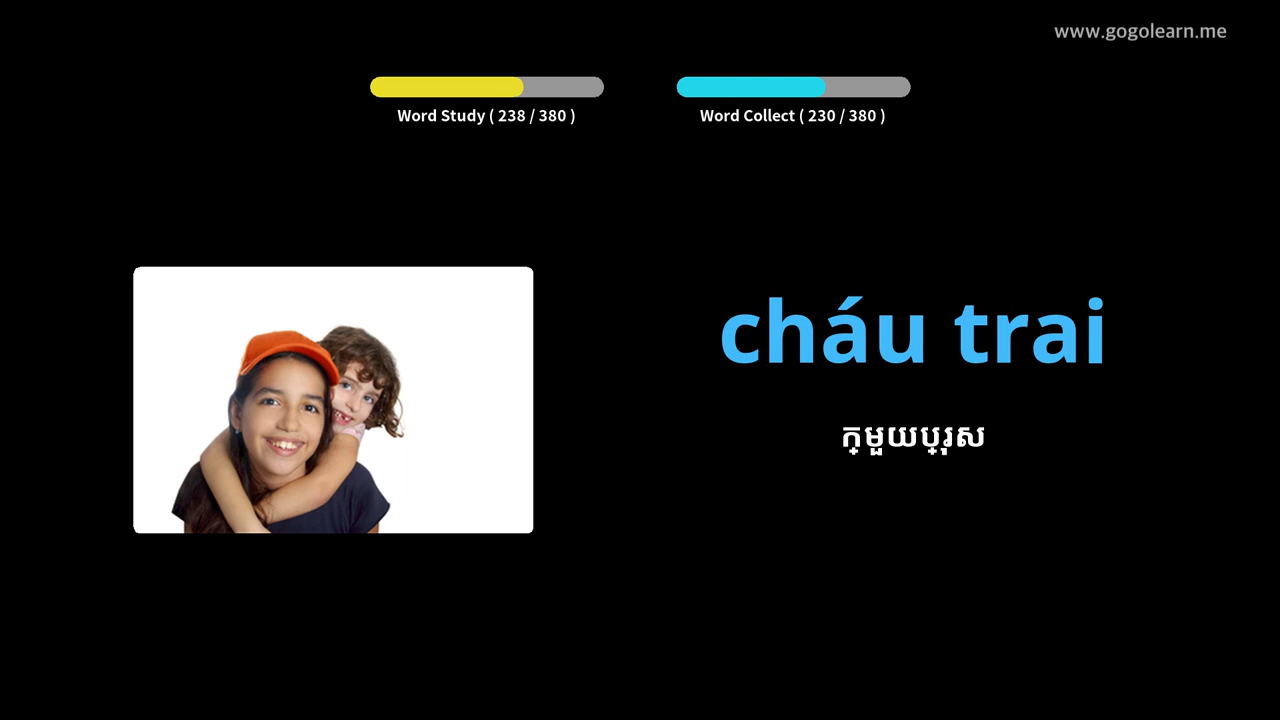 www.gogolearn.me
Word Study ( 238 / 380 )
Word Collect ( 230 / 380 )
cháu trai
ក្មួយប្រុស